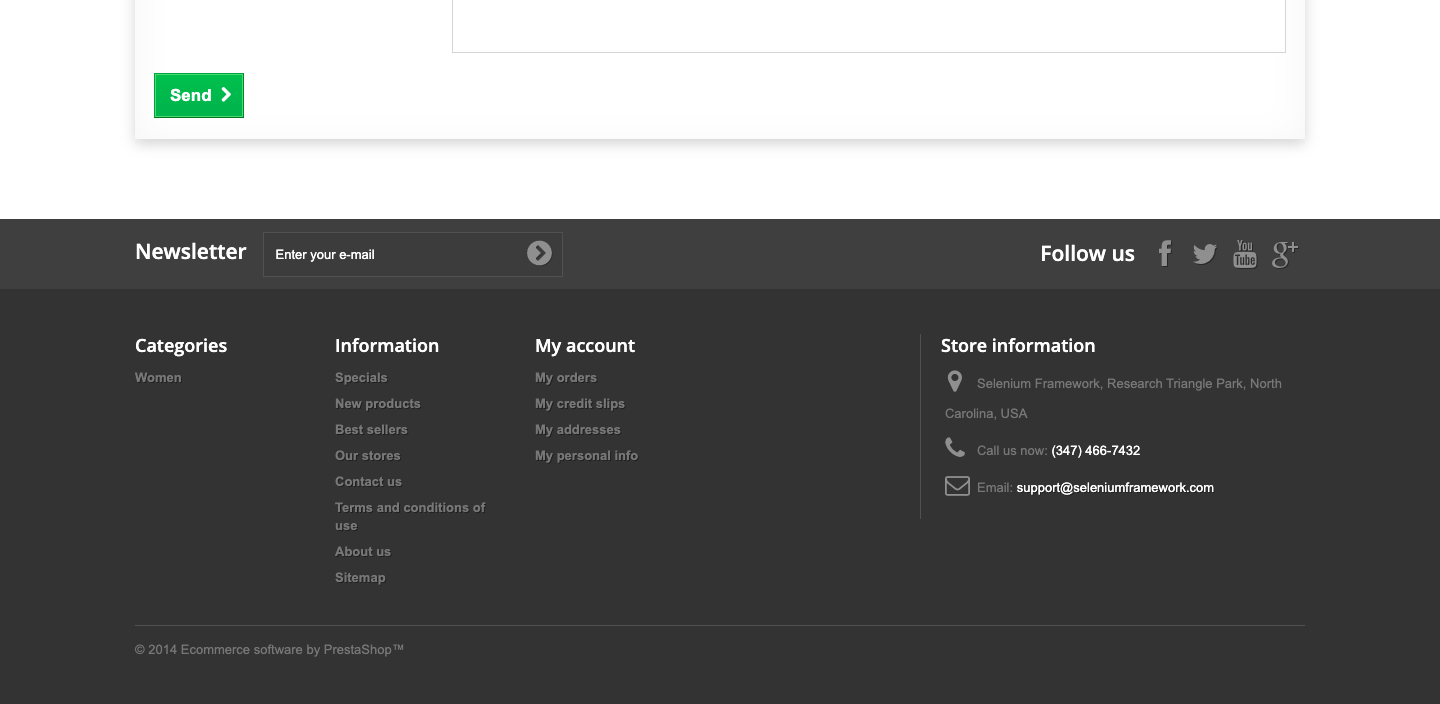 Send
Newsletter
Enter your e-mail
Follow us
You
Tube
g+
Categories
Women
Information
Specials
New products
Best sellers
Our stores
Contact us
Terms and conditions of
use
About us
Sitemap
My account
My orders
My credit slips
My addresses
My personal info
Store information
Selenium Framework, Research Triangle Park, North
Carolina, USA
Call us now: (347) 466-7432
Email: support@seleniumframework.com
© 2014 Ecommerce software by PrestaShop™